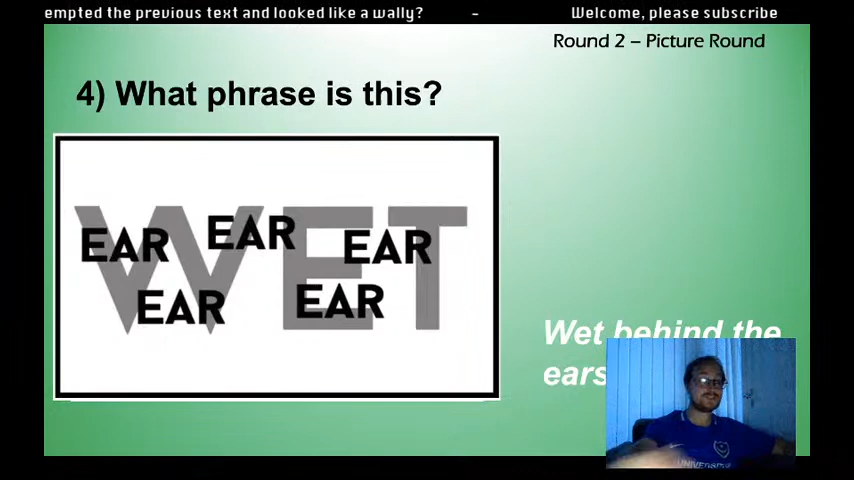 empted the previous text and looked like a wally? - Welcome, please subscribe
Round 2 – Picture Round
4) What phrase is this?
WET
EAR EAR EAR
EAR EAR
Wet behind the
ears